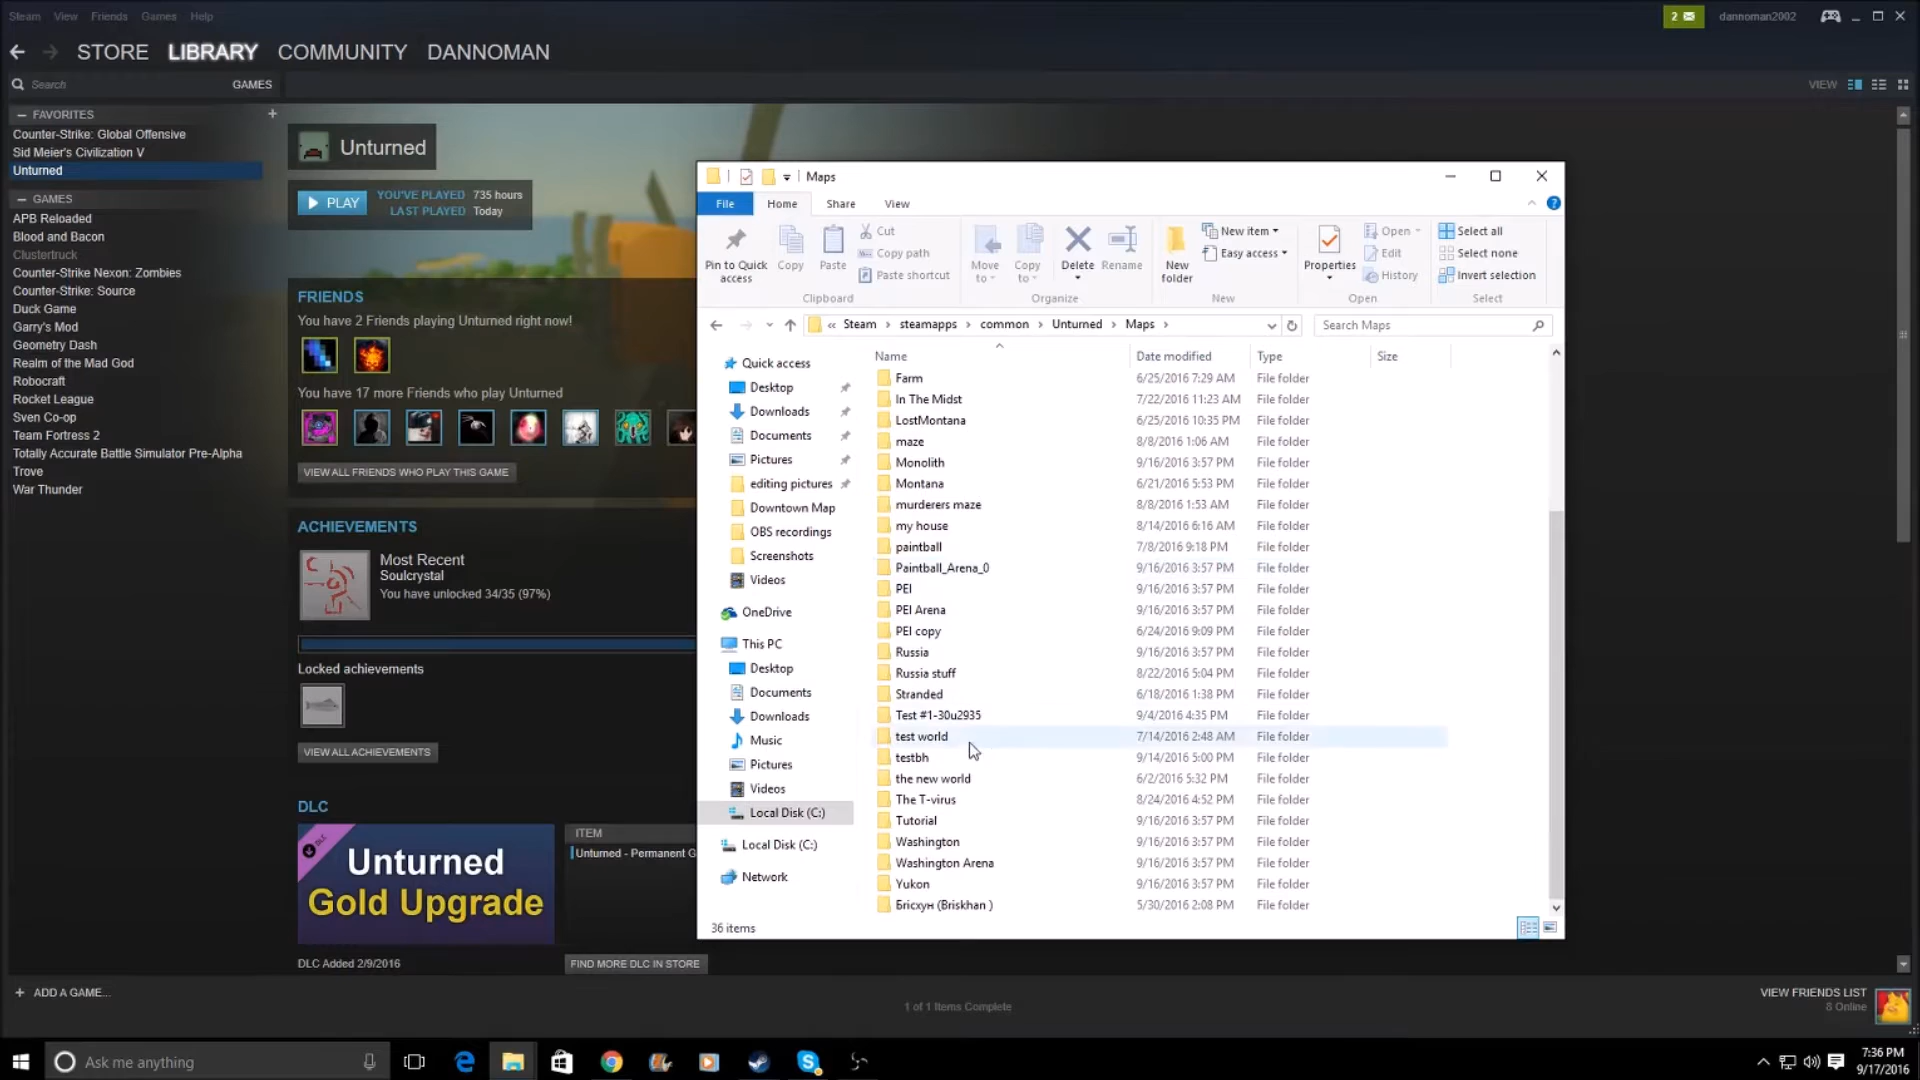 Steam View Friends Games Help
2
dannoman2002
STORE LIBRARY COMMUNITY DANNOMAN
Search
GAMES
VIEW
FAVORITES
Counter-Strike: Global Offensive
Sid Meier's Civilization V
Unturned
GAMES
APB Reloaded
Blood and Bacon
Clustertruck
Counter-Strike Nexon: Zombies
Counter-Strike: Source
Duck Game
Garry's Mod
Geometry Dash
Realm of the Mad God
Robocraft
Rocket League
Sven Co-op
Team Fortress 2
Totally Accurate Battle Simulator Pre-Alpha
Trove
War Thunder
Unturned
PLAY
YOU'VE PLAYED 735 hours
LAST PLAYED Today
FRIENDS
You have 2 Friends playing Unturned right now!
You have 17 more Friends who play Unturned
VIEW ALL FRIENDS WHO PLAY THIS GAME
ACHIEVEMENTS
Most Recent
Soulcrystal
You have unlocked 34/35 (97%)
Locked achievements
VIEW ALL ACHIEVEMENTS
DLC
DLC
Unturned
Gold Upgrade
DLC Added 2/9/2016
ITEM
Unturned - Permanent G
FIND MORE DLC IN STORE
Maps
File Home Share View
Pin to Quick access
Copy
Paste
Cut
Copy path
Paste shortcut
Clipboard
Move to
Copy to
Delete
Rename
Organize
New folder
New item
Easy access
New
Properties
Open
Edit
History
Open
Select all
Select none
Invert selection
Select
« Steam › steamapps › common › Unturned › Maps ›
Search Maps
Quick access
Desktop
Downloads
Documents
Pictures
editing pictures
Downtown Map
OBS recordings
Screenshots
Videos
OneDrive
This PC
Desktop
Documents
Downloads
Music
Pictures
Videos
Local Disk (C:)
Local Disk (C:)
Network
Name Date modified Type Size
Farm 6/25/2016 7:29 AM File folder
In The Midst 7/22/2016 11:23 AM File folder
LostMontana 6/25/2016 10:35 PM File folder
maze 8/8/2016 1:06 AM File folder
Monolith 9/16/2016 3:57 PM File folder
Montana 6/21/2016 5:53 PM File folder
murderers maze 8/8/2016 1:53 AM File folder
my house 8/14/2016 6:16 AM File folder
paintball 7/8/2016 9:18 PM File folder
Paintball_Arena_0 9/16/2016 3:57 PM File folder
PEI 9/16/2016 3:57 PM File folder
PEI Arena 9/16/2016 3:57 PM File folder
PEI copy 6/24/2016 9:09 PM File folder
Russia 9/16/2016 3:57 PM File folder
Russia stuff 8/22/2016 5:04 PM File folder
Stranded 6/18/2016 1:38 PM File folder
Test #1-30u2935 9/4/2016 4:35 PM File folder
test world 7/14/2016 2:48 AM File folder
testbh 9/14/2016 5:00 PM File folder
the new world 6/2/2016 5:32 PM File folder
The T-virus 8/24/2016 4:52 PM File folder
Tutorial 9/16/2016 3:57 PM File folder
Washington 9/16/2016 3:57 PM File folder
Washington Arena 9/16/2016 3:57 PM File folder
Yukon 9/16/2016 3:57 PM File folder
Брісхун (Briskhan ) 5/30/2016 2:08 PM File folder
36 items
+ ADD A GAME...
1 of 1 Items Complete
VIEW FRIENDS LIST
8 Online
Ask me anything
7:36 PM
9/17/2016